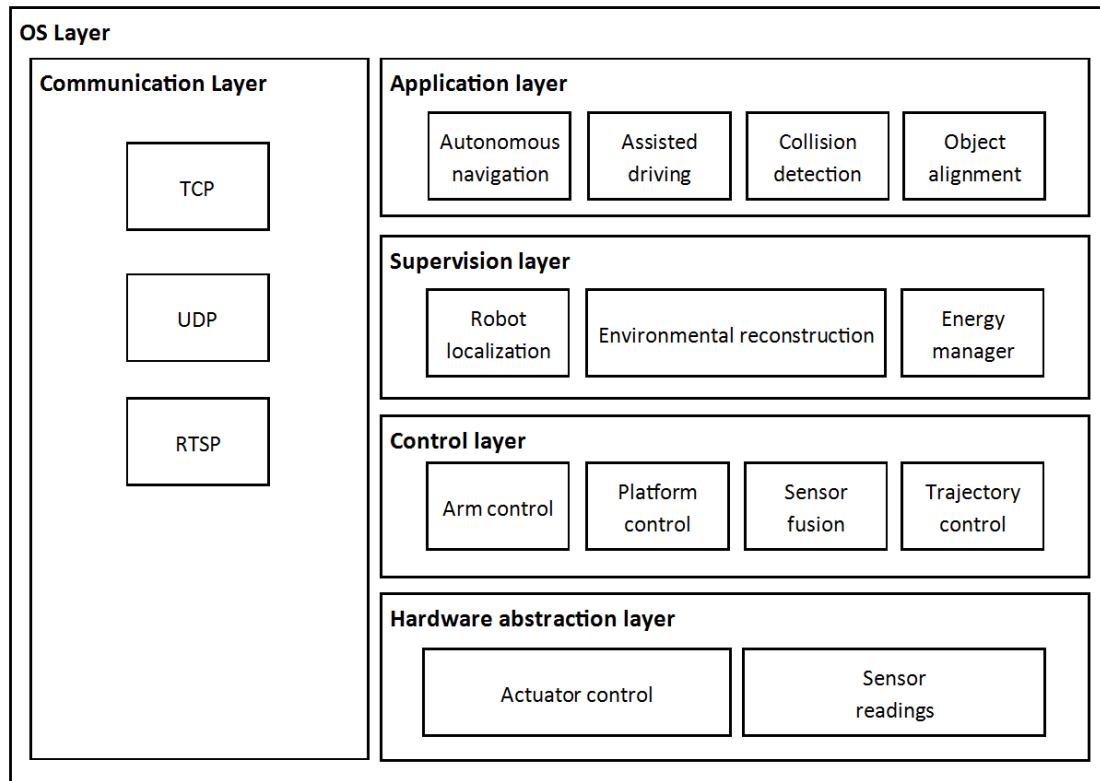 OS Layer
Communication Layer
TCP
UDP
RTSP
Application layer
Autonomous
navigation
Assisted
driving
Collision
detection
Object
alignment
Supervision layer
Robot
localization
Environmental reconstruction
Energy
manager
Control layer
Arm control
Platform
control
Sensor
fusion
Trajectory
control
Hardware abstraction layer
Actuator control
Sensor
readings